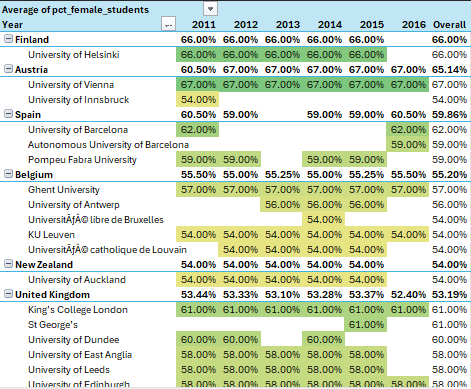 Average of pct_female_students
Year 2011 2012 2013 2014 2015 2016 Overall
Finland 66.00% 66.00% 66.00% 66.00% 66.00% 66.00%
University of Helsinki 66.00% 66.00% 66.00% 66.00% 66.00% 66.00%
Austria 60.50% 67.00% 67.00% 67.00% 67.00% 67.00% 65.14%
University of Vienna 67.00% 67.00% 67.00% 67.00% 67.00% 67.00% 67.00%
University of Innsbruck 54.00% 54.00%
Spain 60.50% 59.00% 59.00% 59.00% 60.50% 59.86%
University of Barcelona 62.00% 62.00% 62.00%
Autonomous University of Barcelona 59.00% 59.00%
Pompeu Fabra University 59.00% 59.00% 59.00% 59.00% 59.00%
Belgium 55.50% 55.50% 55.25% 55.00% 55.25% 55.50% 55.20%
Ghent University 57.00% 57.00% 57.00% 57.00% 57.00% 57.00% 57.00%
University of Antwerp 56.00% 56.00% 56.00% 56.00%
UniversitÃƒÂ© libre de Bruxelles 54.00% 54.00%
KU Leuven 54.00% 54.00% 54.00% 54.00% 54.00% 54.00% 54.00%
UniversitÃƒÂ© catholique de Louvain 54.00% 54.00% 54.00% 54.00% 54.00%
New Zealand 54.00% 54.00% 54.00% 54.00% 54.00% 54.00%
University of Auckland 54.00% 54.00% 54.00% 54.00% 54.00% 54.00%
United Kingdom 53.44% 53.33% 53.10% 53.28% 53.37% 52.40% 53.19%
King's College London 61.00% 61.00% 61.00% 61.00% 61.00% 61.00% 61.00%
St George's 61.00% 61.00%
University of Dundee 60.00% 60.00% 60.00% 60.00%
University of East Anglia 58.00% 58.00% 58.00% 58.00% 58.00% 58.00%
University of Leeds 58.00% 58.00% 58.00% 58.00% 58.00% 58.00%
University of Edinburgh 58.00% 58.00% 58.00% 58.00% 58.00% 58.00% 58.00%